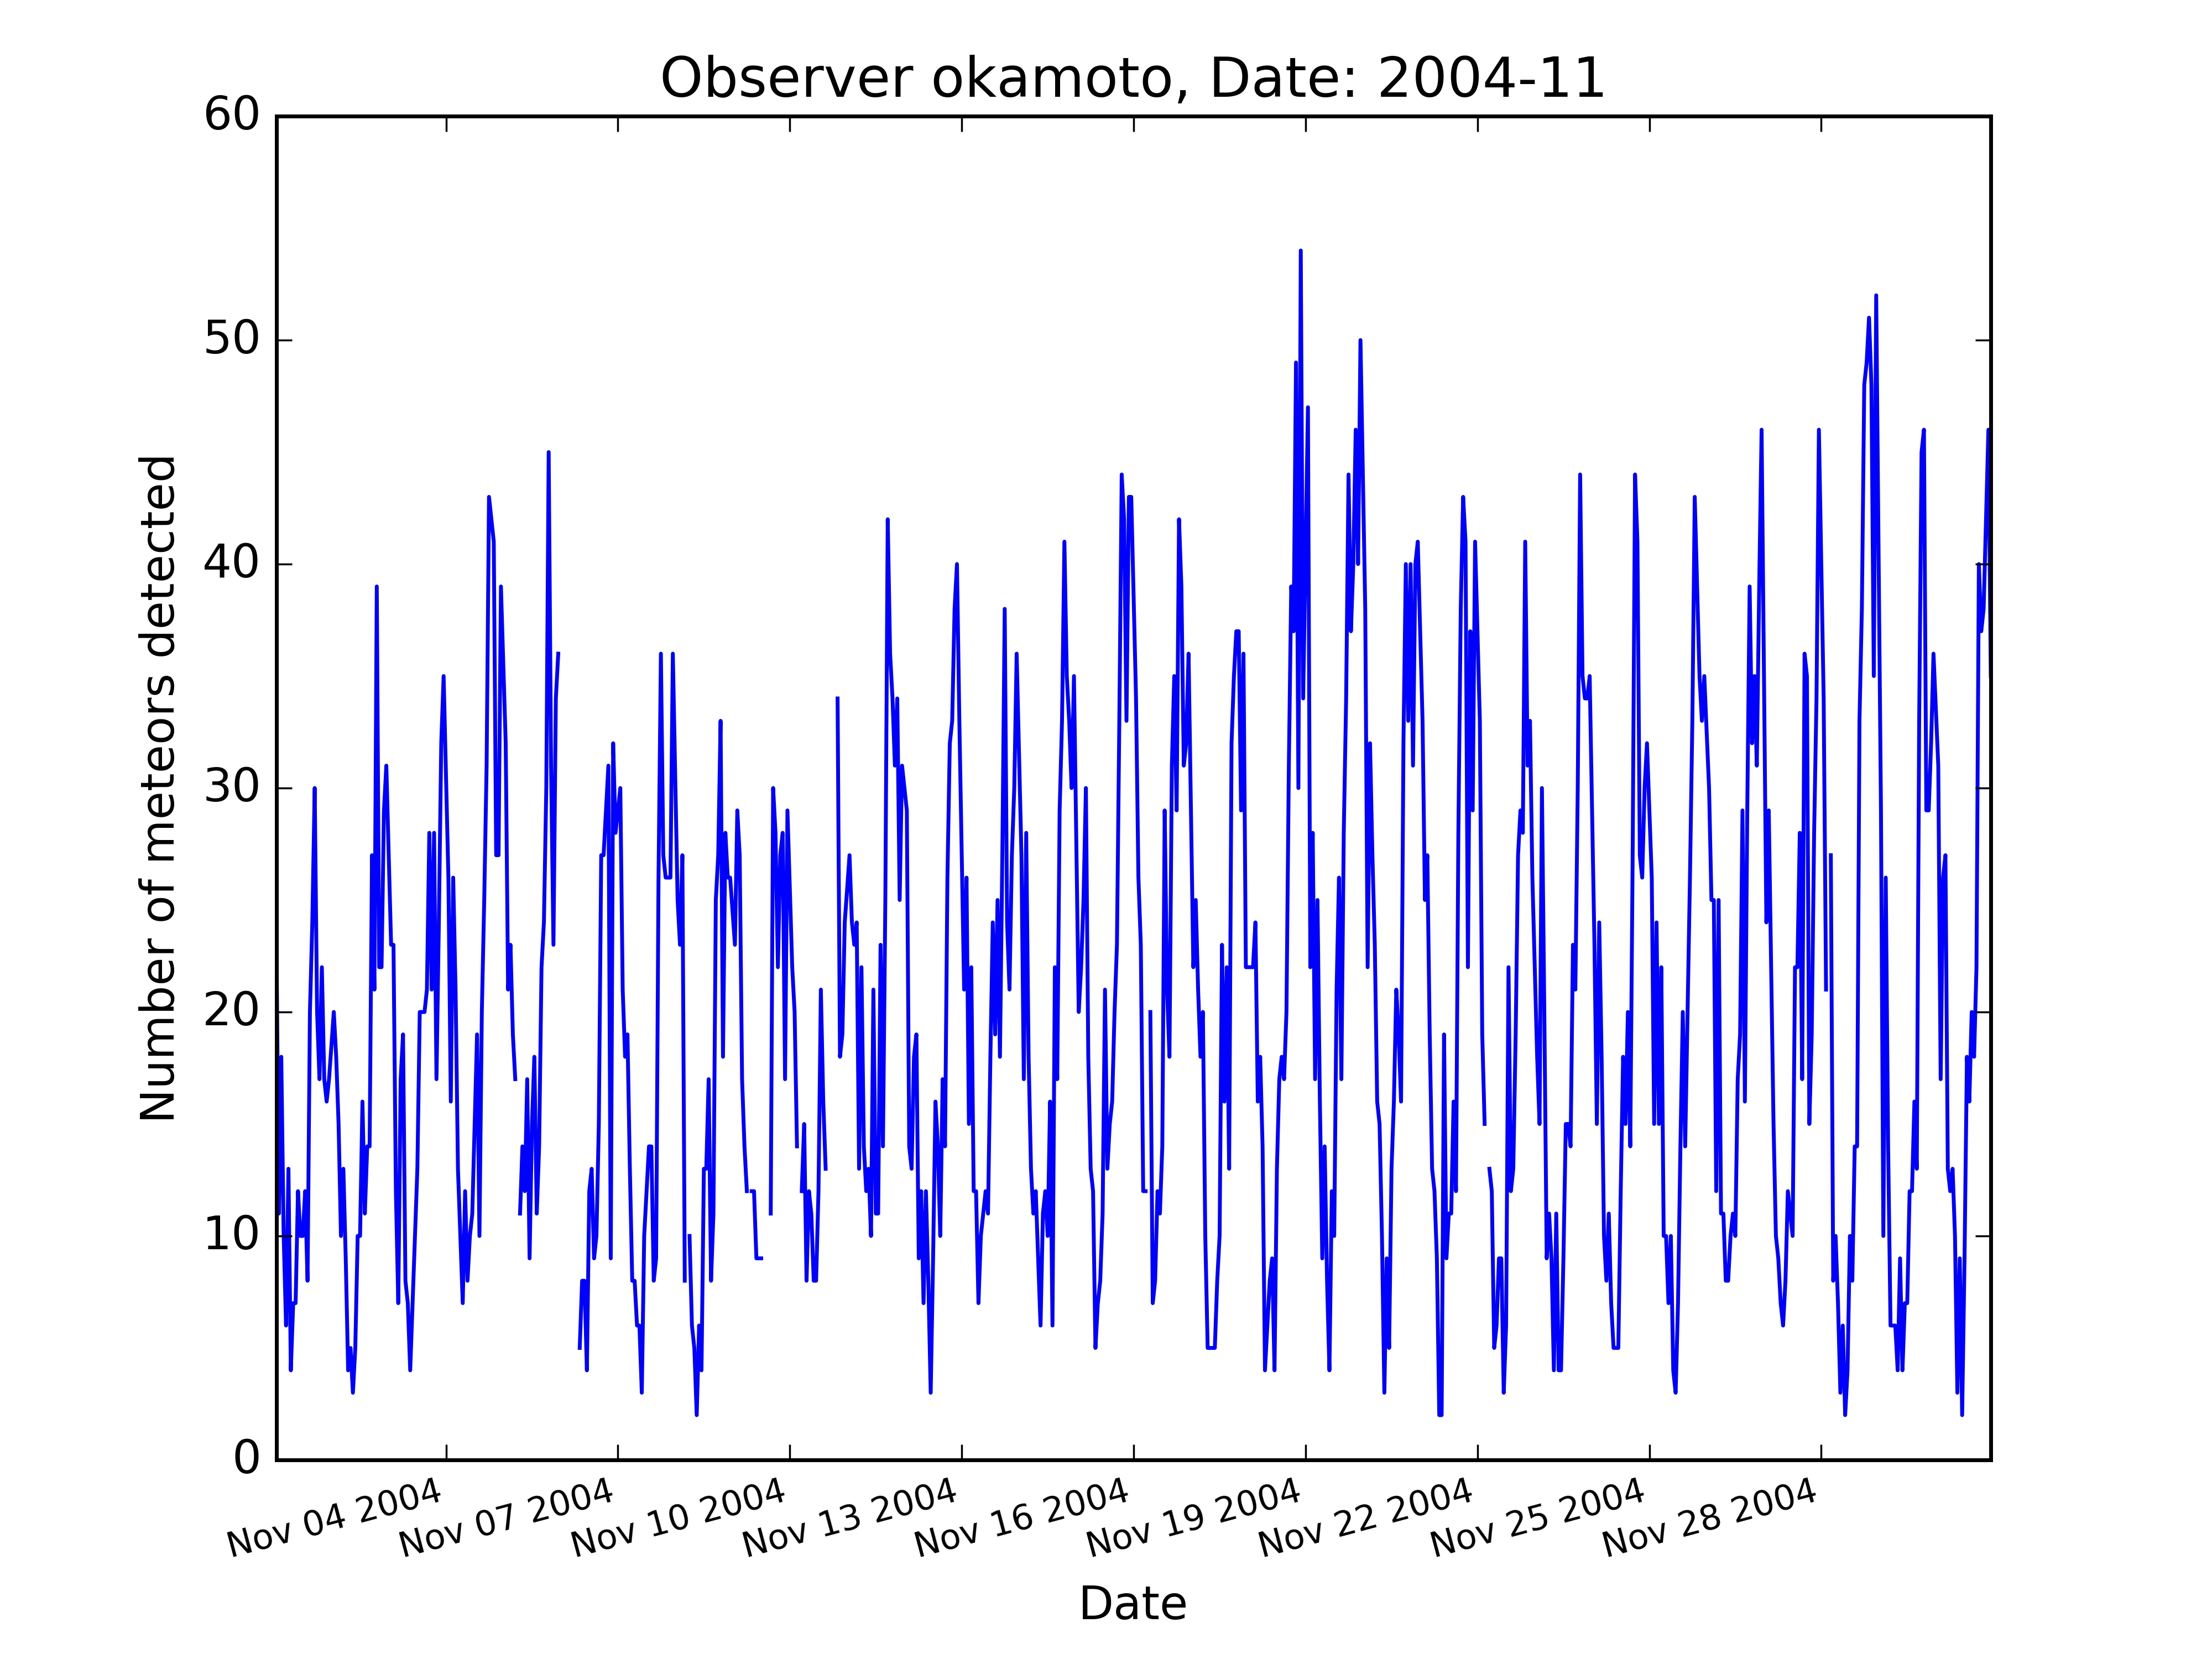 Observer okamoto, Date: 2004-11
60
50
40
30
20
10
0
Number of meteors detected
Nov 04 2004
Nov 07 2004
Nov 10 2004
Nov 13 2004
Nov 16 2004
Nov 19 2004
Nov 22 2004
Nov 25 2004
Nov 28 2004
Date